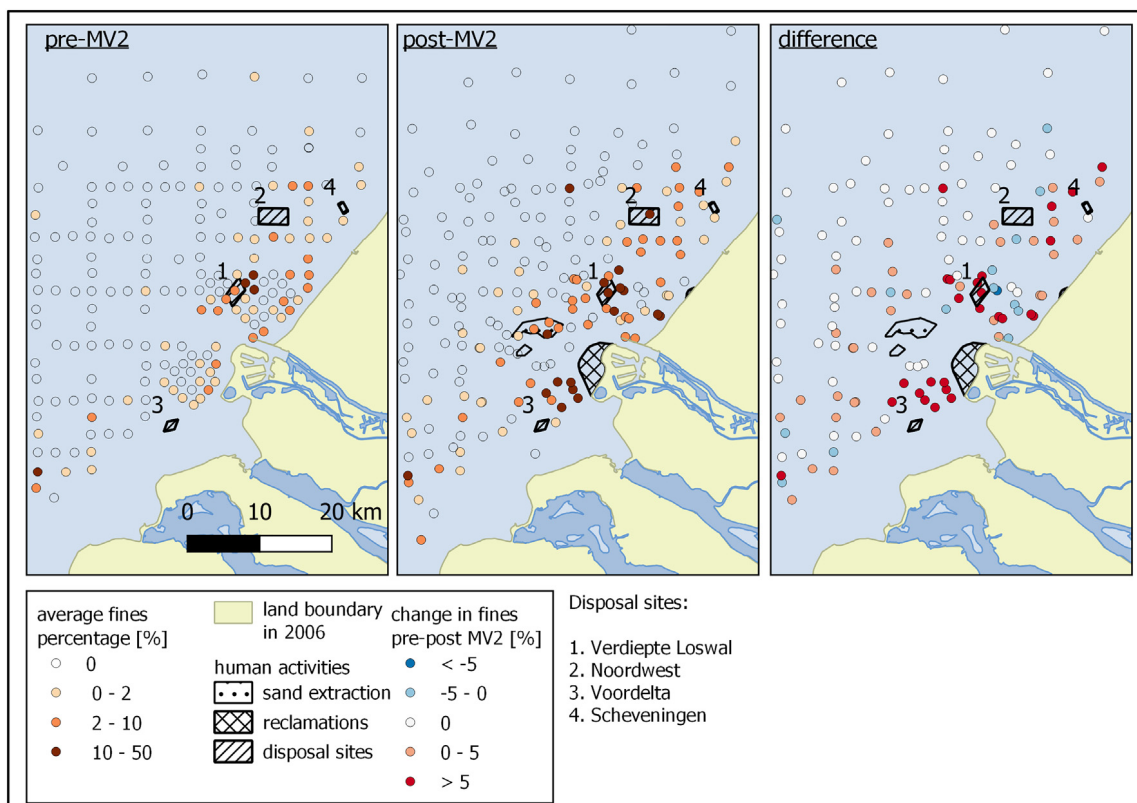 pre-MV2
post-MV2
difference
2
4
1
3
0 10 20 km
2
4
1
3
2
4
1
3
average fines
percentage [%]
0
0 - 2
2 - 10
10 - 50
land boundary
in 2006
human activities
sand extraction
reclamations
disposal sites
change in fines
pre-post MV2 [%]
< -5
-5 - 0
0
0 - 5
> 5
Disposal sites:
1. Verdiepte Loswal
2. Noordwest
3. Voordelta
4. Scheveningen